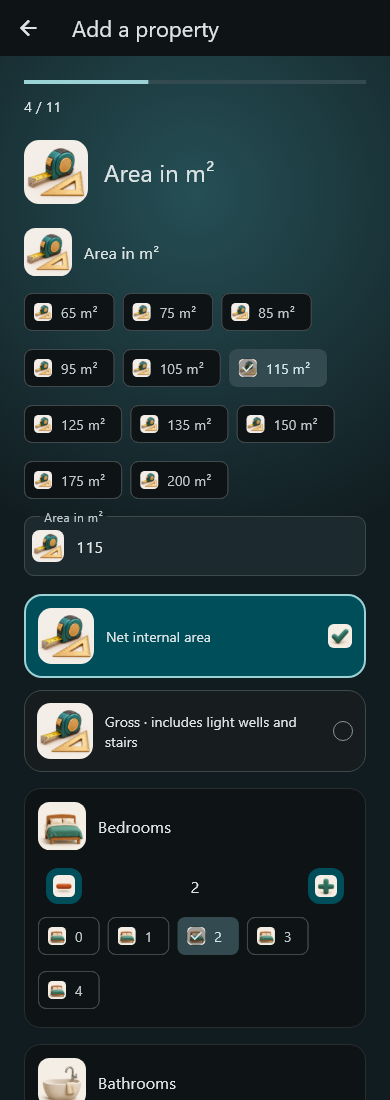 Add a property
4 / 11
Area in m²
Area in m²
65 m²
75 m²
85 m²
95 m²
105 m²
115 m²
125 m²
135 m²
150 m²
175 m²
200 m²
Area in m²
115
Net internal area
Gross · includes light wells and
stairs
Bedrooms
2
0
1
2
3
4
Bathrooms